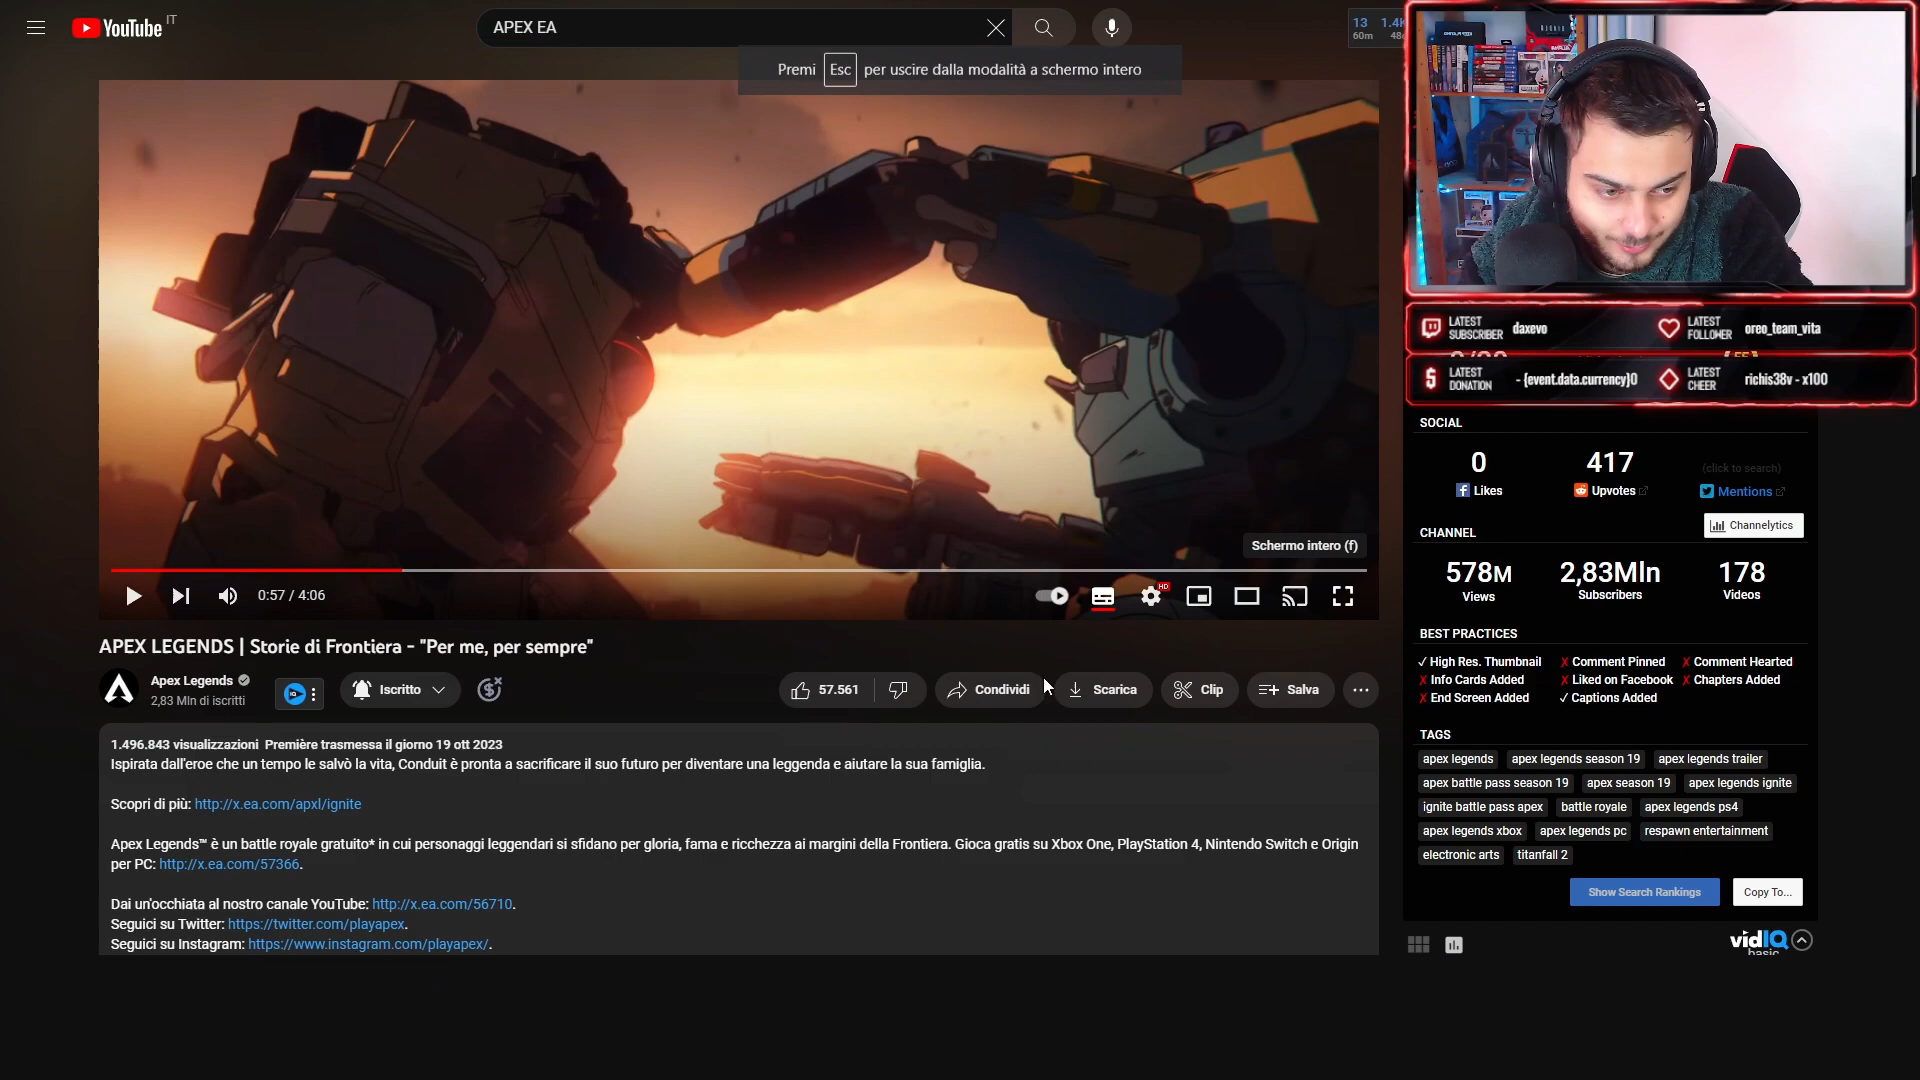 YouTube IT
APEX EA
13 1.4K
60m
Premi Esc per uscire dalla modalità a schermo intero
Schermo intero (f)
0:57 / 4:06
HD
APEX LEGENDS | Storie di Frontiera - "Per me, per sempre"
Apex Legends
2,83 Mln di iscritti
Iscritto
57.561
Condividi
Scarica
Clip
Salva
1.496.843 visualizzazioni Première trasmessa il giorno 19 ott 2023
Ispirata dall'eroe che un tempo le salvò la vita, Conduit è pronta a sacrificare il suo futuro per diventare una leggenda e aiutare la sua famiglia.
Scopri di più: http://x.ea.com/apxl/ignite
Apex Legends™ è un battle royale gratuito* in cui personaggi leggendari si sfidano per gloria, fama e ricchezza ai margini della Frontiera. Gioca gratis su Xbox One, PlayStation 4, Nintendo Switch e Origin
per PC: http://x.ea.com/57366.
Dai un'occhiata al nostro canale YouTube: http://x.ea.com/56710.
Seguici su Twitter: https://twitter.com/playapex.
Seguici su Instagram: https://www.instagram.com/playapex/.
LATEST SUBSCRIBER daxevo
LATEST FOLLOWER oreo_team_vita
LATEST DONATION - {event.data.currency}0
LATEST CHEER richis38v - x100
SOCIAL
0 417 (click to search)
Likes Upvotes Mentions
CHANNEL Channelytics
578M 2,83Mln 178
Views Subscribers Videos
BEST PRACTICES
✓ High Res. Thumbnail ✗ Comment Pinned ✗ Comment Hearted
✗ Info Cards Added ✗ Liked on Facebook ✗ Chapters Added
✗ End Screen Added ✓ Captions Added
TAGS
apex legends apex legends season 19 apex legends trailer
apex battle pass season 19 apex season 19 apex legends ignite
ignite battle pass apex battle royale apex legends ps4
apex legends xbox apex legends pc respawn entertainment
electronic arts titanfall 2
Show Search Rankings Copy To...
vidIQ
basic